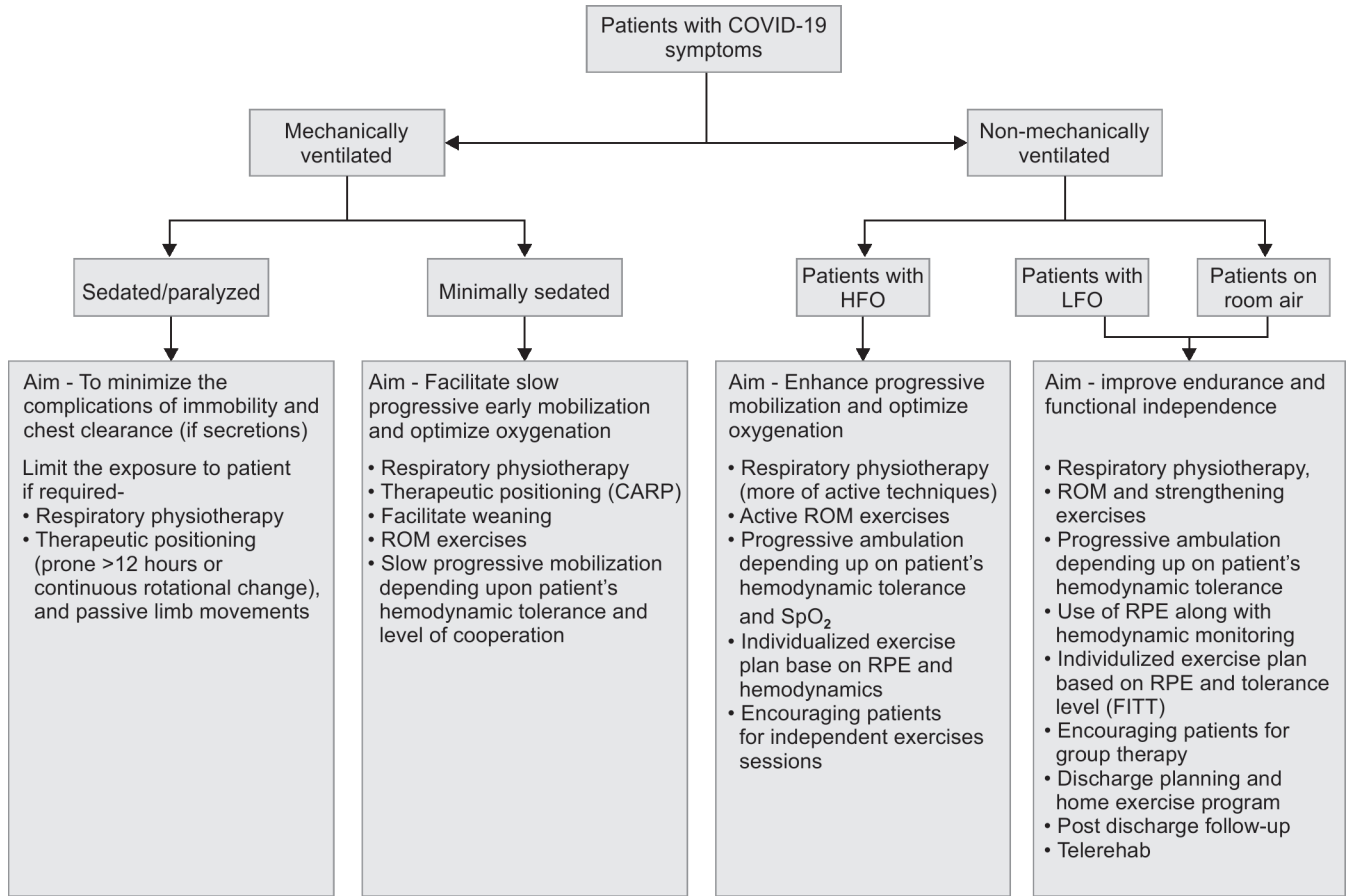 Patients with COVID-19
symptoms
Mechanically
ventilated
Non-mechanically
ventilated
Sedated/paralyzed
Minimally sedated
Patients with
HFO
Patients with
LFO
Patients on
room air
Aim - To minimize the
complications of immobility and
chest clearance (if secretions)
Limit the exposure to patient
if required-
• Respiratory physiotherapy
• Therapeutic positioning
(prone >12 hours or
continuous rotational change),
and passive limb movements
Aim - Facilitate slow
progressive early mobilization
and optimize oxygenation
• Respiratory physiotherapy
• Therapeutic positioning (CARP)
• Facilitate weaning
• ROM exercises
• Slow progressive mobilization
depending upon patient's
hemodynamic tolerance and
level of cooperation
Aim - Enhance progressive
mobilization and optimize
oxygenation
• Respiratory physiotherapy
(more of active techniques)
• Active ROM exercises
• Progressive ambulation
depending up on patient's
hemodynamic tolerance
and SpO₂
• Individualized exercise
plan base on RPE and
hemodynamics
• Encouraging patients
for independent exercises
sessions
Aim - improve endurance and
functional independence
• Respiratory physiotherapy,
• ROM and strengthening
exercises
• Progressive ambulation
depending up on patient's
hemodynamic tolerance
• Use of RPE along with
hemodynamic monitoring
• Individulized exercise plan
based on RPE and tolerance
level (FITT)
• Encouraging patients for
group therapy
• Discharge planning and
home exercise program
• Post discharge follow-up
• Telerehab